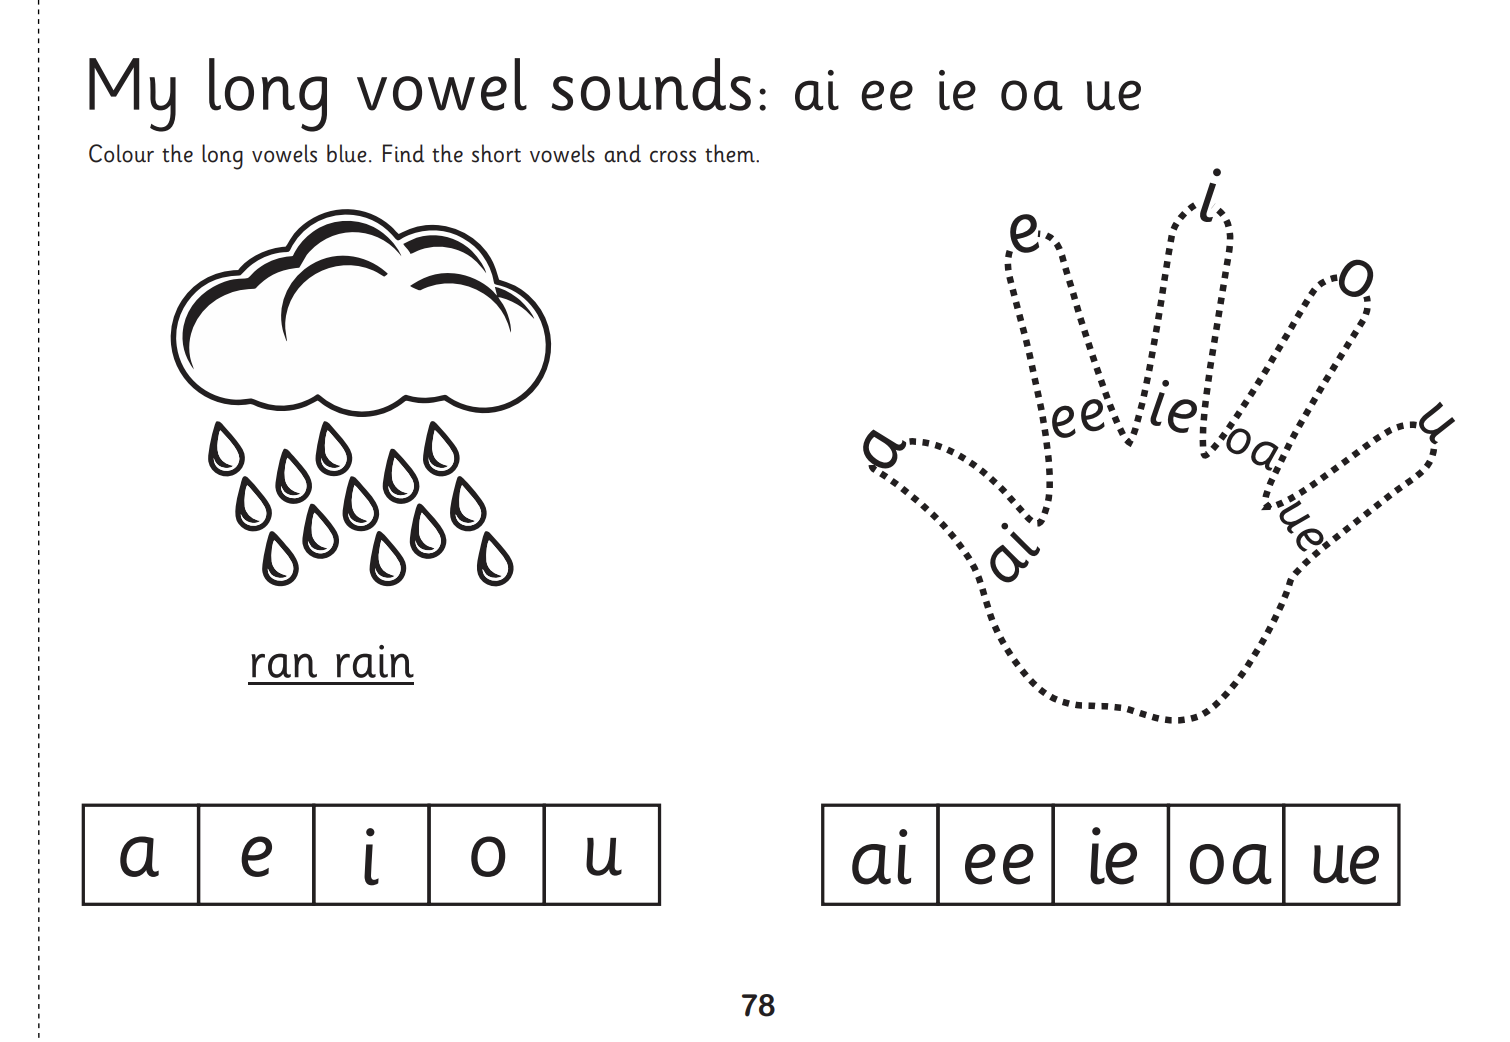 My long vowel sounds: ai ee ie oa ue
Colour the long vowels blue. Find the short vowels and cross them.
a e i o u
ai ee ie oa ue
ran rain
a e i o u
ai ee ie oa ue
78